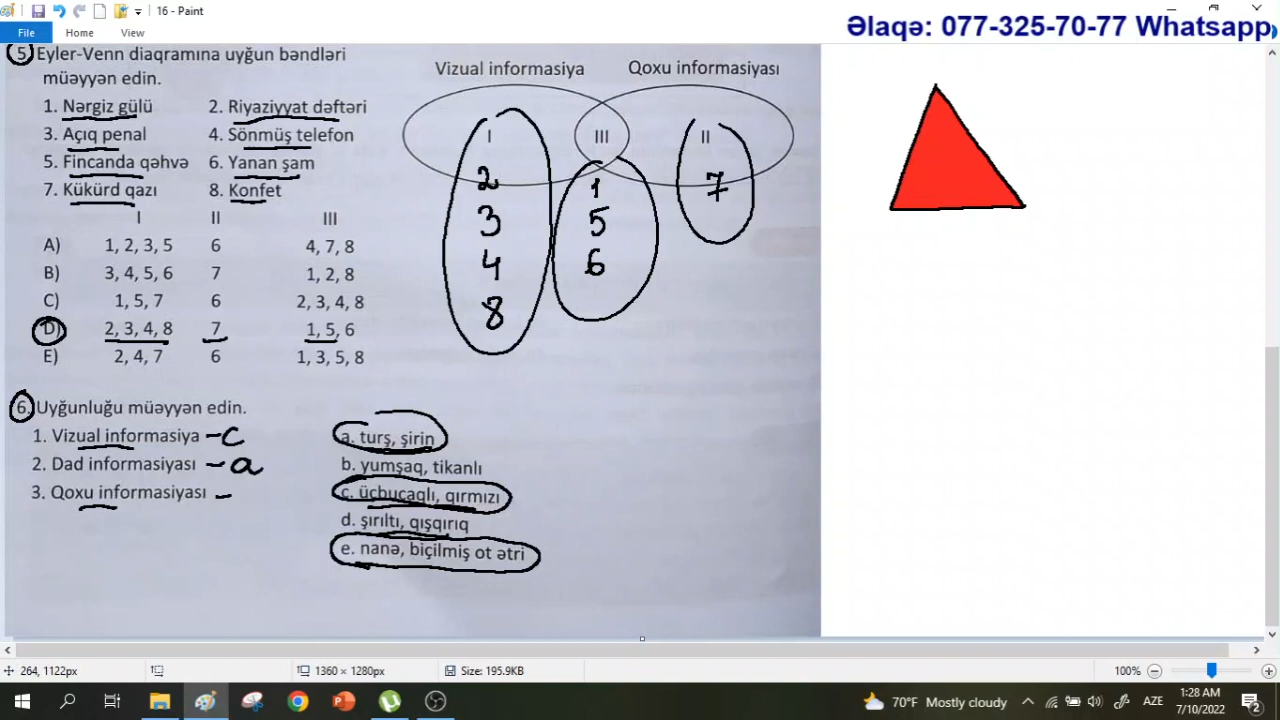 16 - Paint
Əlaqə: 077-325-70-77 Whatsapp
File Home View
5. Eyler-Venn diaqramına uyğun bəndləri
müəyyən edin.
1. Nərgiz gülü 2. Riyaziyyat dəftəri
3. Açıq penal 4. Sönmüş telefon
5. Fincanda qəhvə 6. Yanan şam
7. Kükürd qazı 8. Konfet
I II III
A) 1, 2, 3, 5 6 4, 7, 8
B) 3, 4, 5, 6 7 1, 2, 8
C) 1, 5, 7 6 2, 3, 4, 8
D) 2, 3, 4, 8 7 1, 5, 6
E) 2, 4, 7 6 1, 3, 5, 8
Vizual informasiya Qoxu informasiyası
I III II
2 1 7
3 5
4 6
8
6. Uyğunluğu müəyyən edin.
1. Vizual informasiya - c
2. Dad informasiyası - a
3. Qoxu informasiyası -
a. turş, şirin
b. yumşaq, tikanlı
c. üçbucaqlı, qırmızı
d. şırıltı, qışqırıq
e. nanə, biçilmiş ot ətri
264, 1122px 1360 × 1280px Size: 195.9KB 100%
70°F Mostly cloudy AZE 1:28 AM
7/10/2022 2